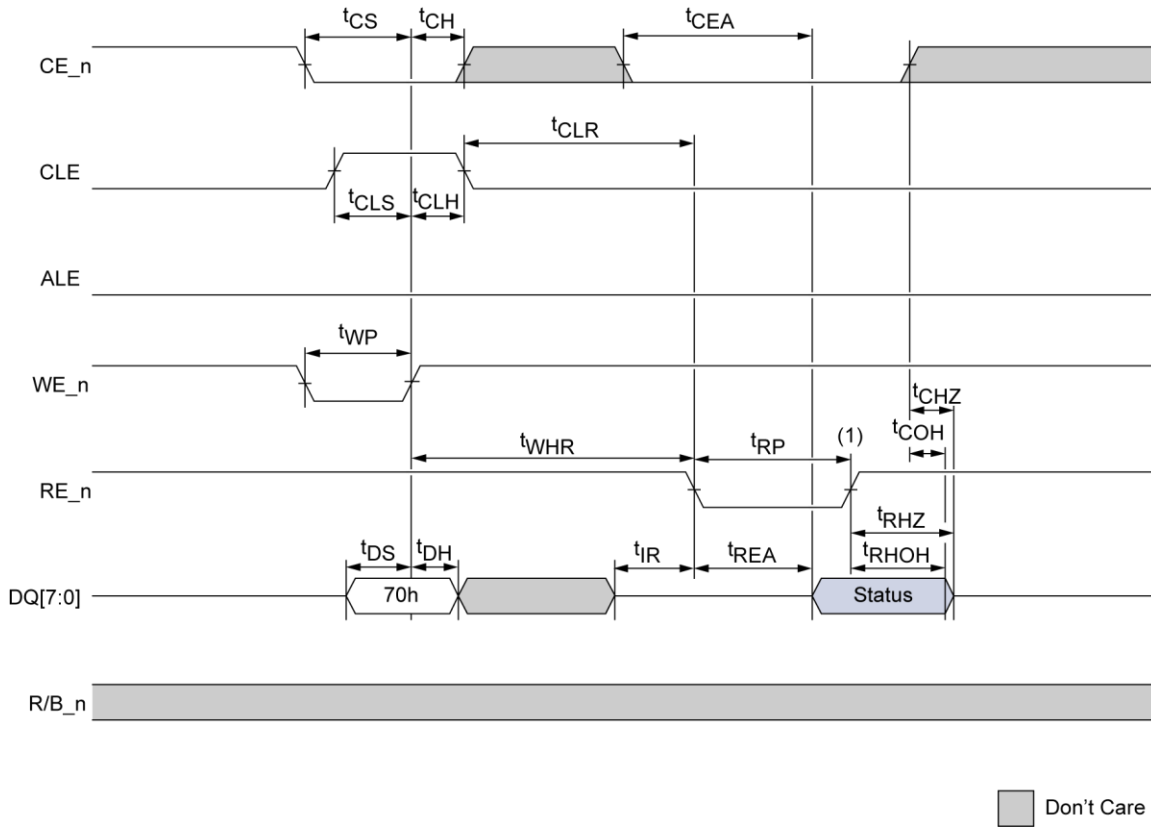 tCS tCH tCEA
CE_n
tCLR
CLE
tCLS tCLH
ALE
tWP
WE_n
tCHZ
tWHR tRP (1) tCOH
RE_n
tRHZ
tDS tDH tIR tREA tRHOH
DQ[7:0] 70h Status
R/B_n
Don't Care